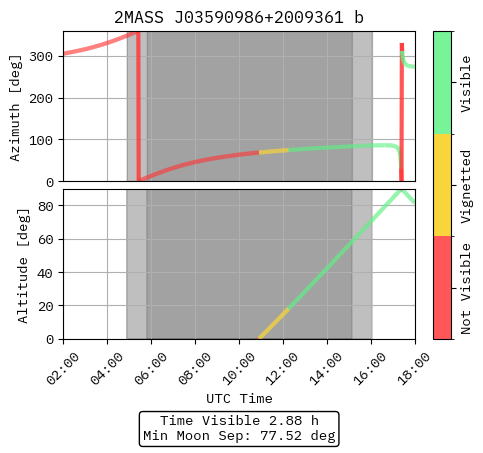 2MASS J03590986+2009361 b
Azimuth [deg]
300
200
100
0
Altitude [deg]
80
60
40
20
0
02:00
04:00
06:00
08:00
10:00
12:00
14:00
16:00
18:00
UTC Time
Visible
Vignetted
Not Visible
Time Visible 2.88 h
Min Moon Sep: 77.52 deg